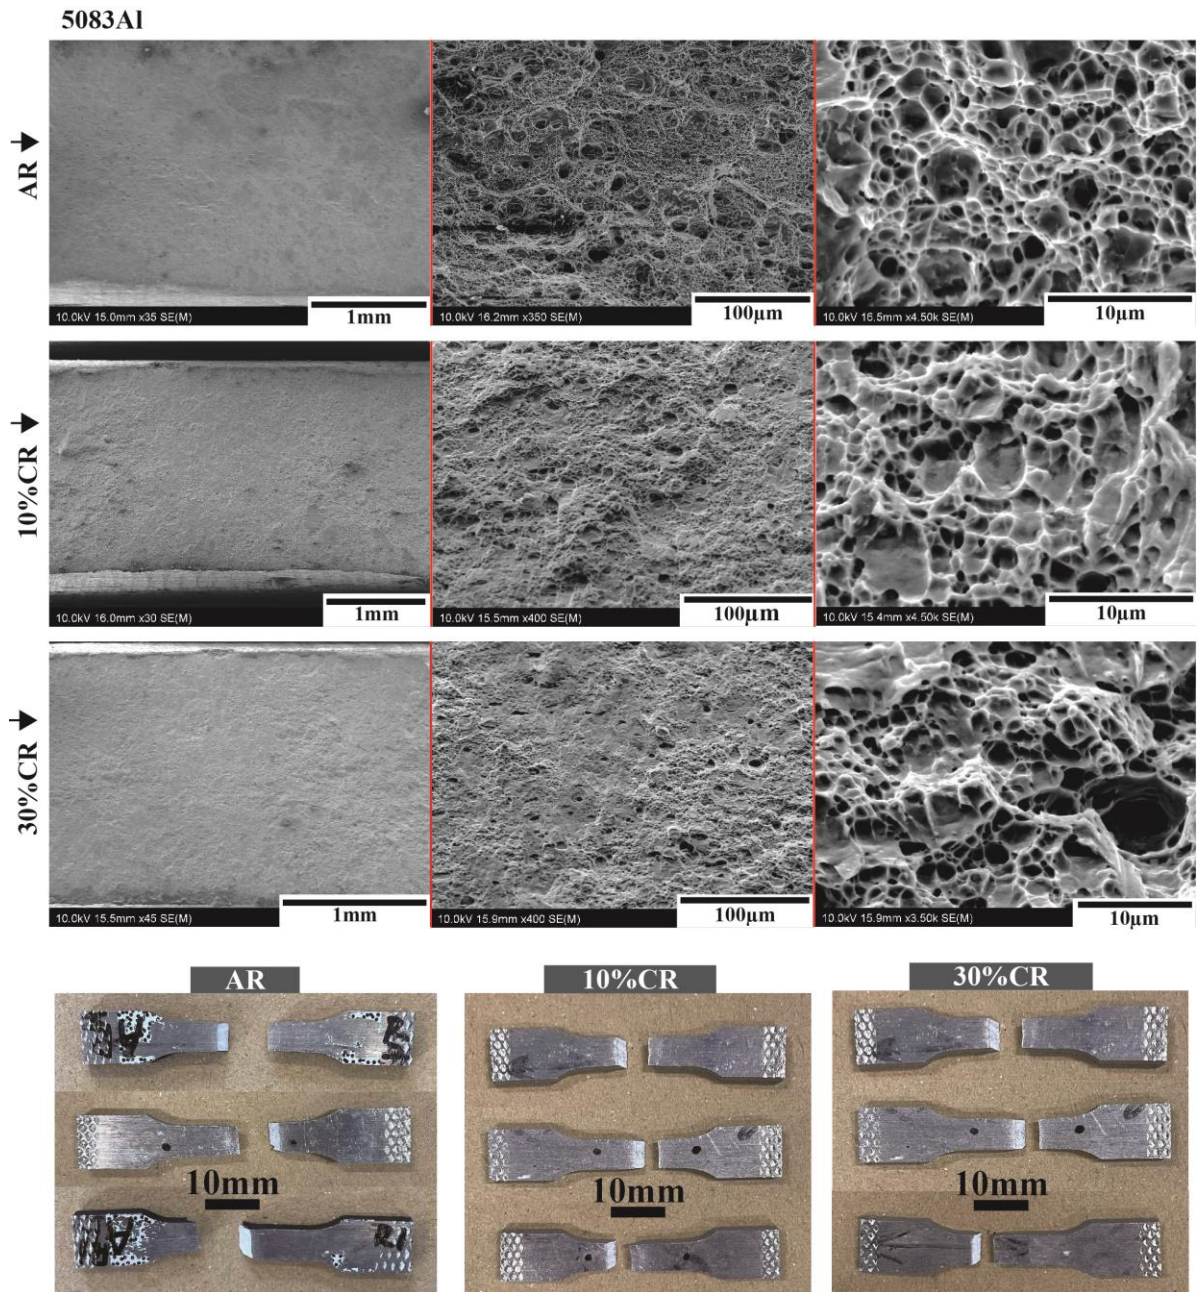 5083Al
AR
10.0kV 15.0mm x35 SE(M)
1mm
10.0kV 16.2mm x350 SE(M)
100μm
10.0kV 16.5mm x4.50k SE(M)
10μm
10%CR
10.0kV 16.0mm x30 SE(M)
1mm
10.0kV 15.5mm x400 SE(M)
100μm
10.0kV 15.4mm x4.50k SE(M)
10μm
30%CR
10.0kV 15.5mm x45 SE(M)
1mm
10.0kV 15.9mm x400 SE(M)
100μm
10.0kV 15.9mm x3.50k SE(M)
10μm
AR
10%CR
30%CR
10mm
10mm
10mm